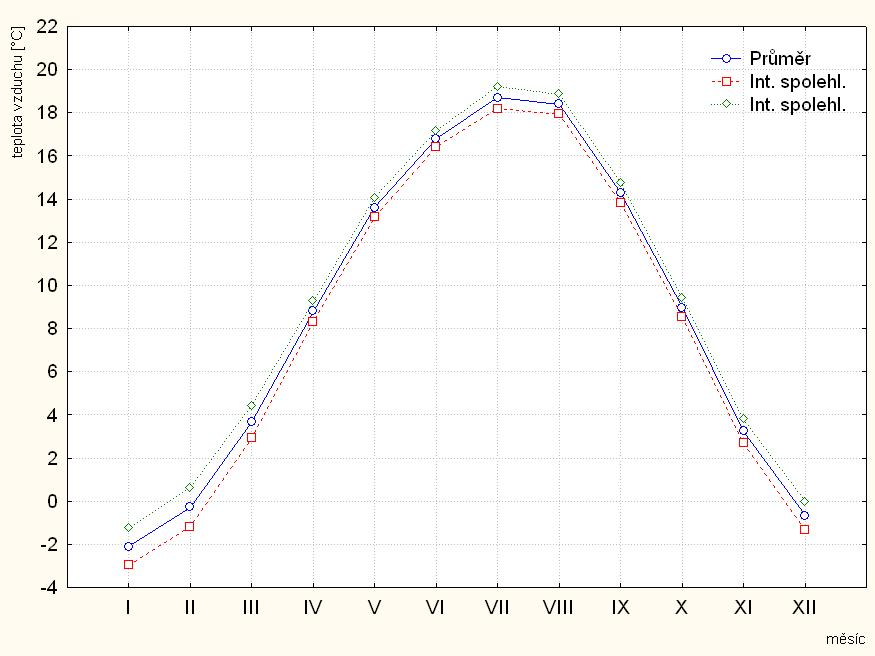 teplota vzduchu [°C]
22
20
18
16
14
12
10
8
6
4
2
0
-2
-4
Průměr
Int. spolehl.
Int. spolehl.
I II III IV V VI VII VIII IX X XI XII
měsíc